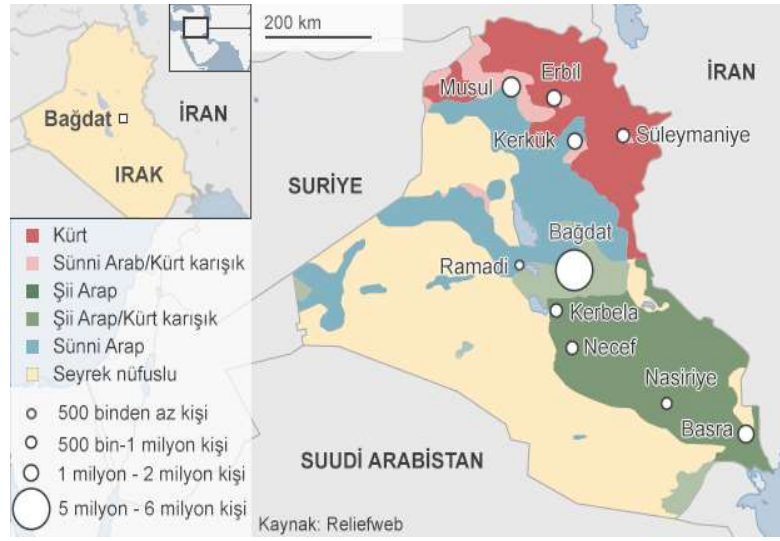 200 km
İRAN
Bağdat
IRAK
İRAN
Musul
Erbil
Kerkük
Süleymaniye
SURİYE
Bağdat
Ramadi
Kerbela
Necef
Nasiriye
Basra
SUUDİ ARABİSTAN
Kürt
Sünni Arab/Kürt karışık
Şii Arap
Şii Arap/Kürt karışık
Sünni Arap
Seyrek nüfuslu
500 binden az kişi
500 bin-1 milyon kişi
1 milyon - 2 milyon kişi
5 milyon - 6 milyon kişi
Kaynak: Reliefweb